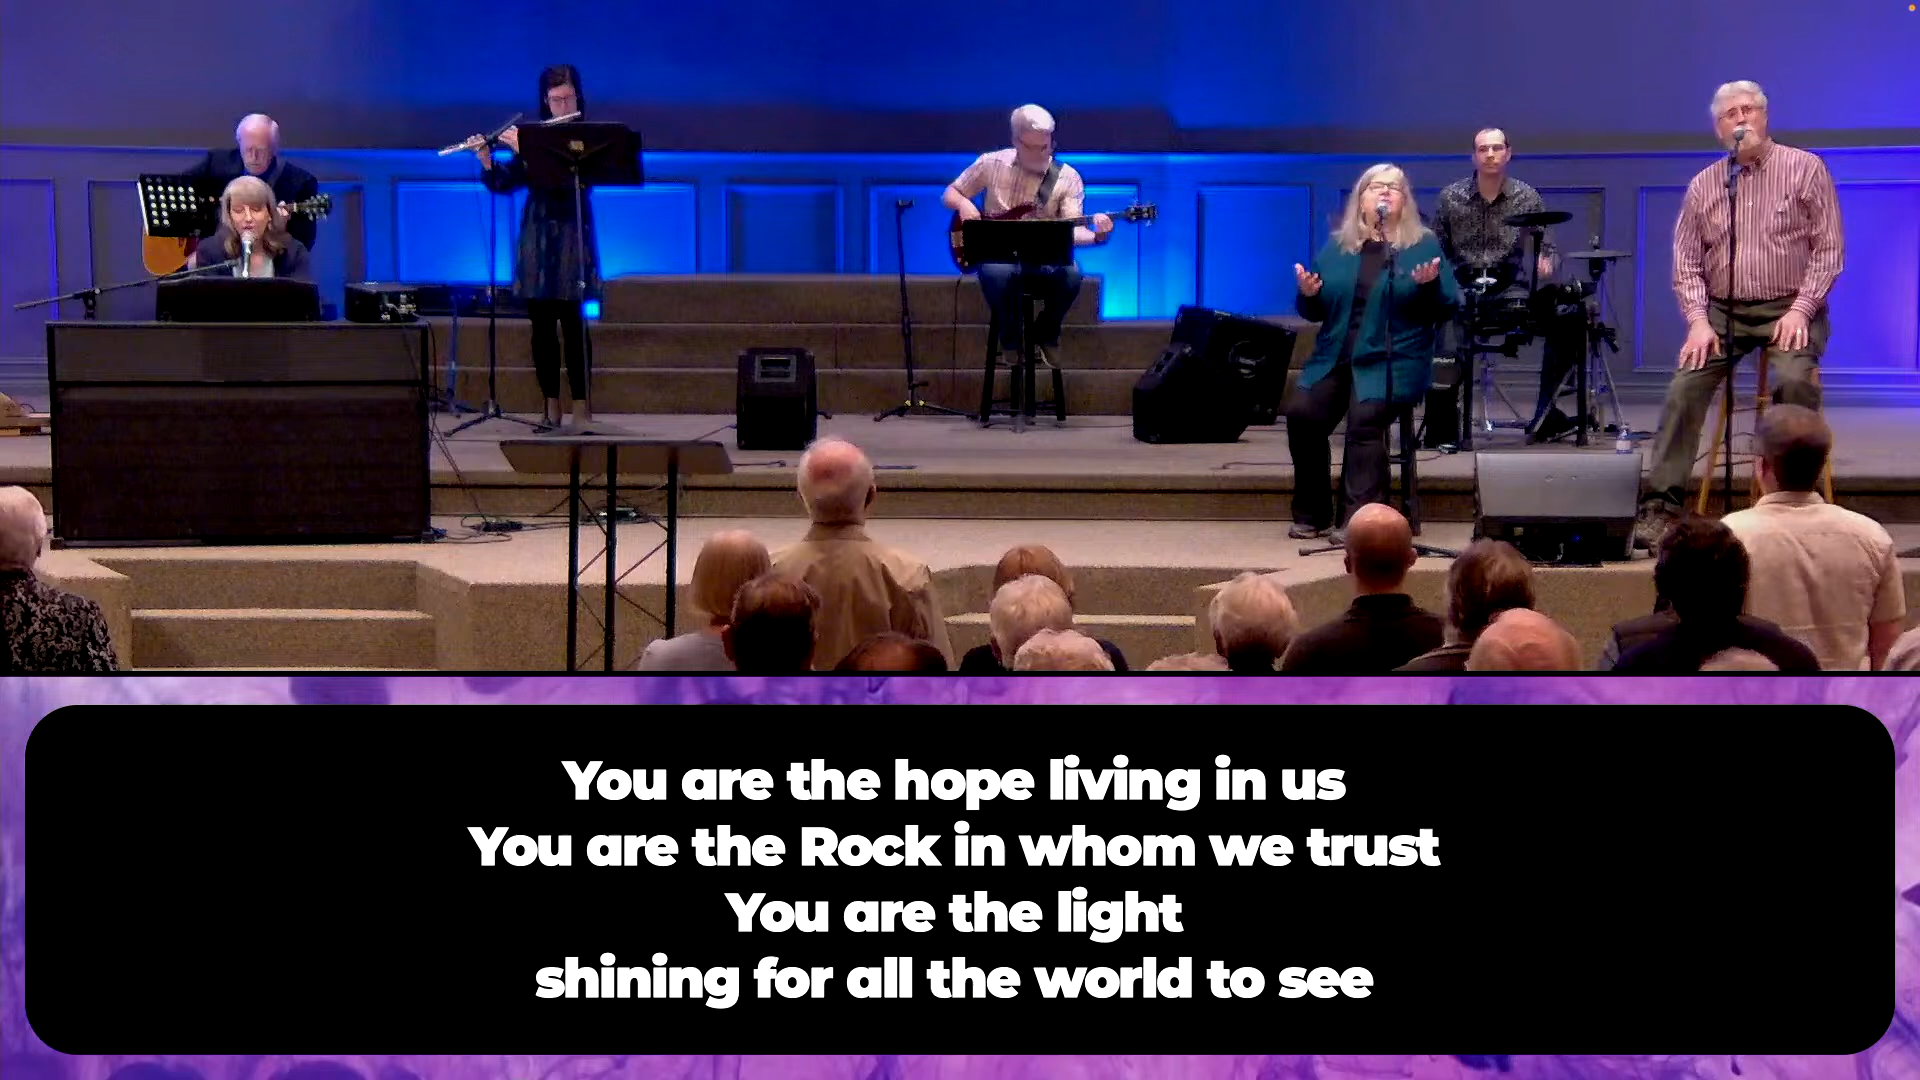 You are the hope living in us
You are the Rock in whom we trust
You are the light
shining for all the world to see